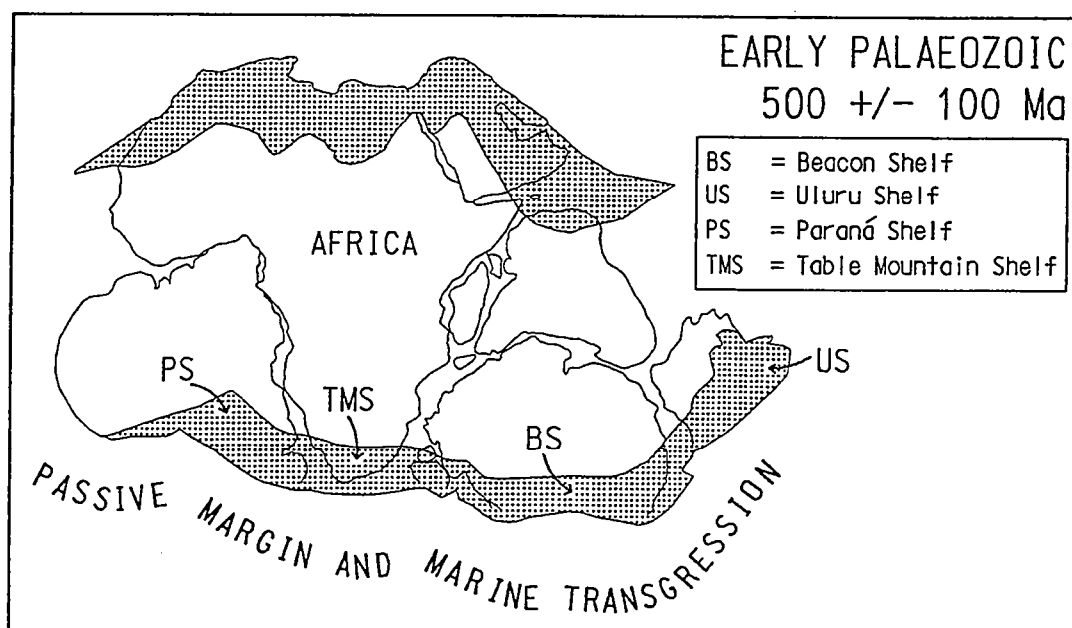 EARLY PALAEOZOIC
500 +/- 100 Ma
BS = Beacon Shelf
US = Uluru Shelf
PS = Paraná Shelf
TMS = Table Mountain Shelf
AFRICA
PS
TMS
BS
US
PASSIVE MARGIN AND MARINE TRANSGRESSION